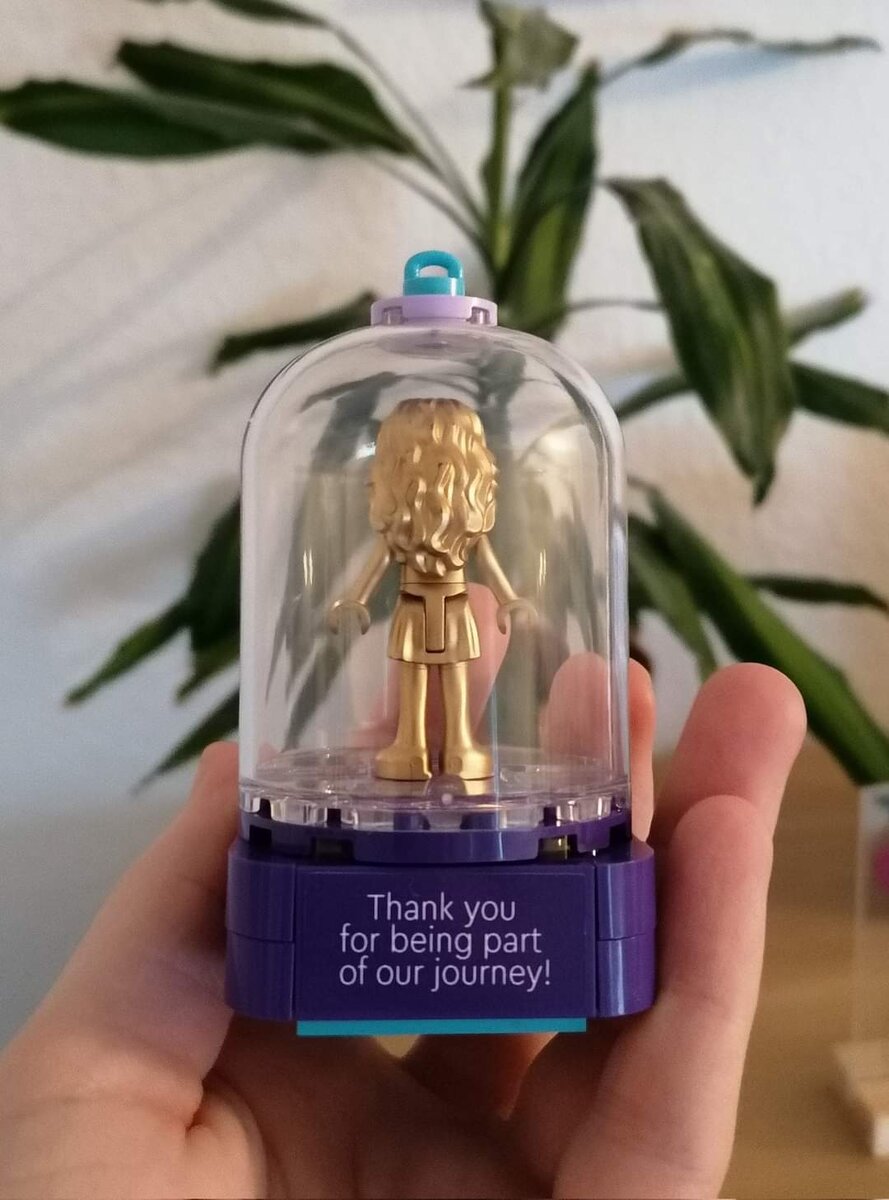 Thank you
for being part
of our journey!